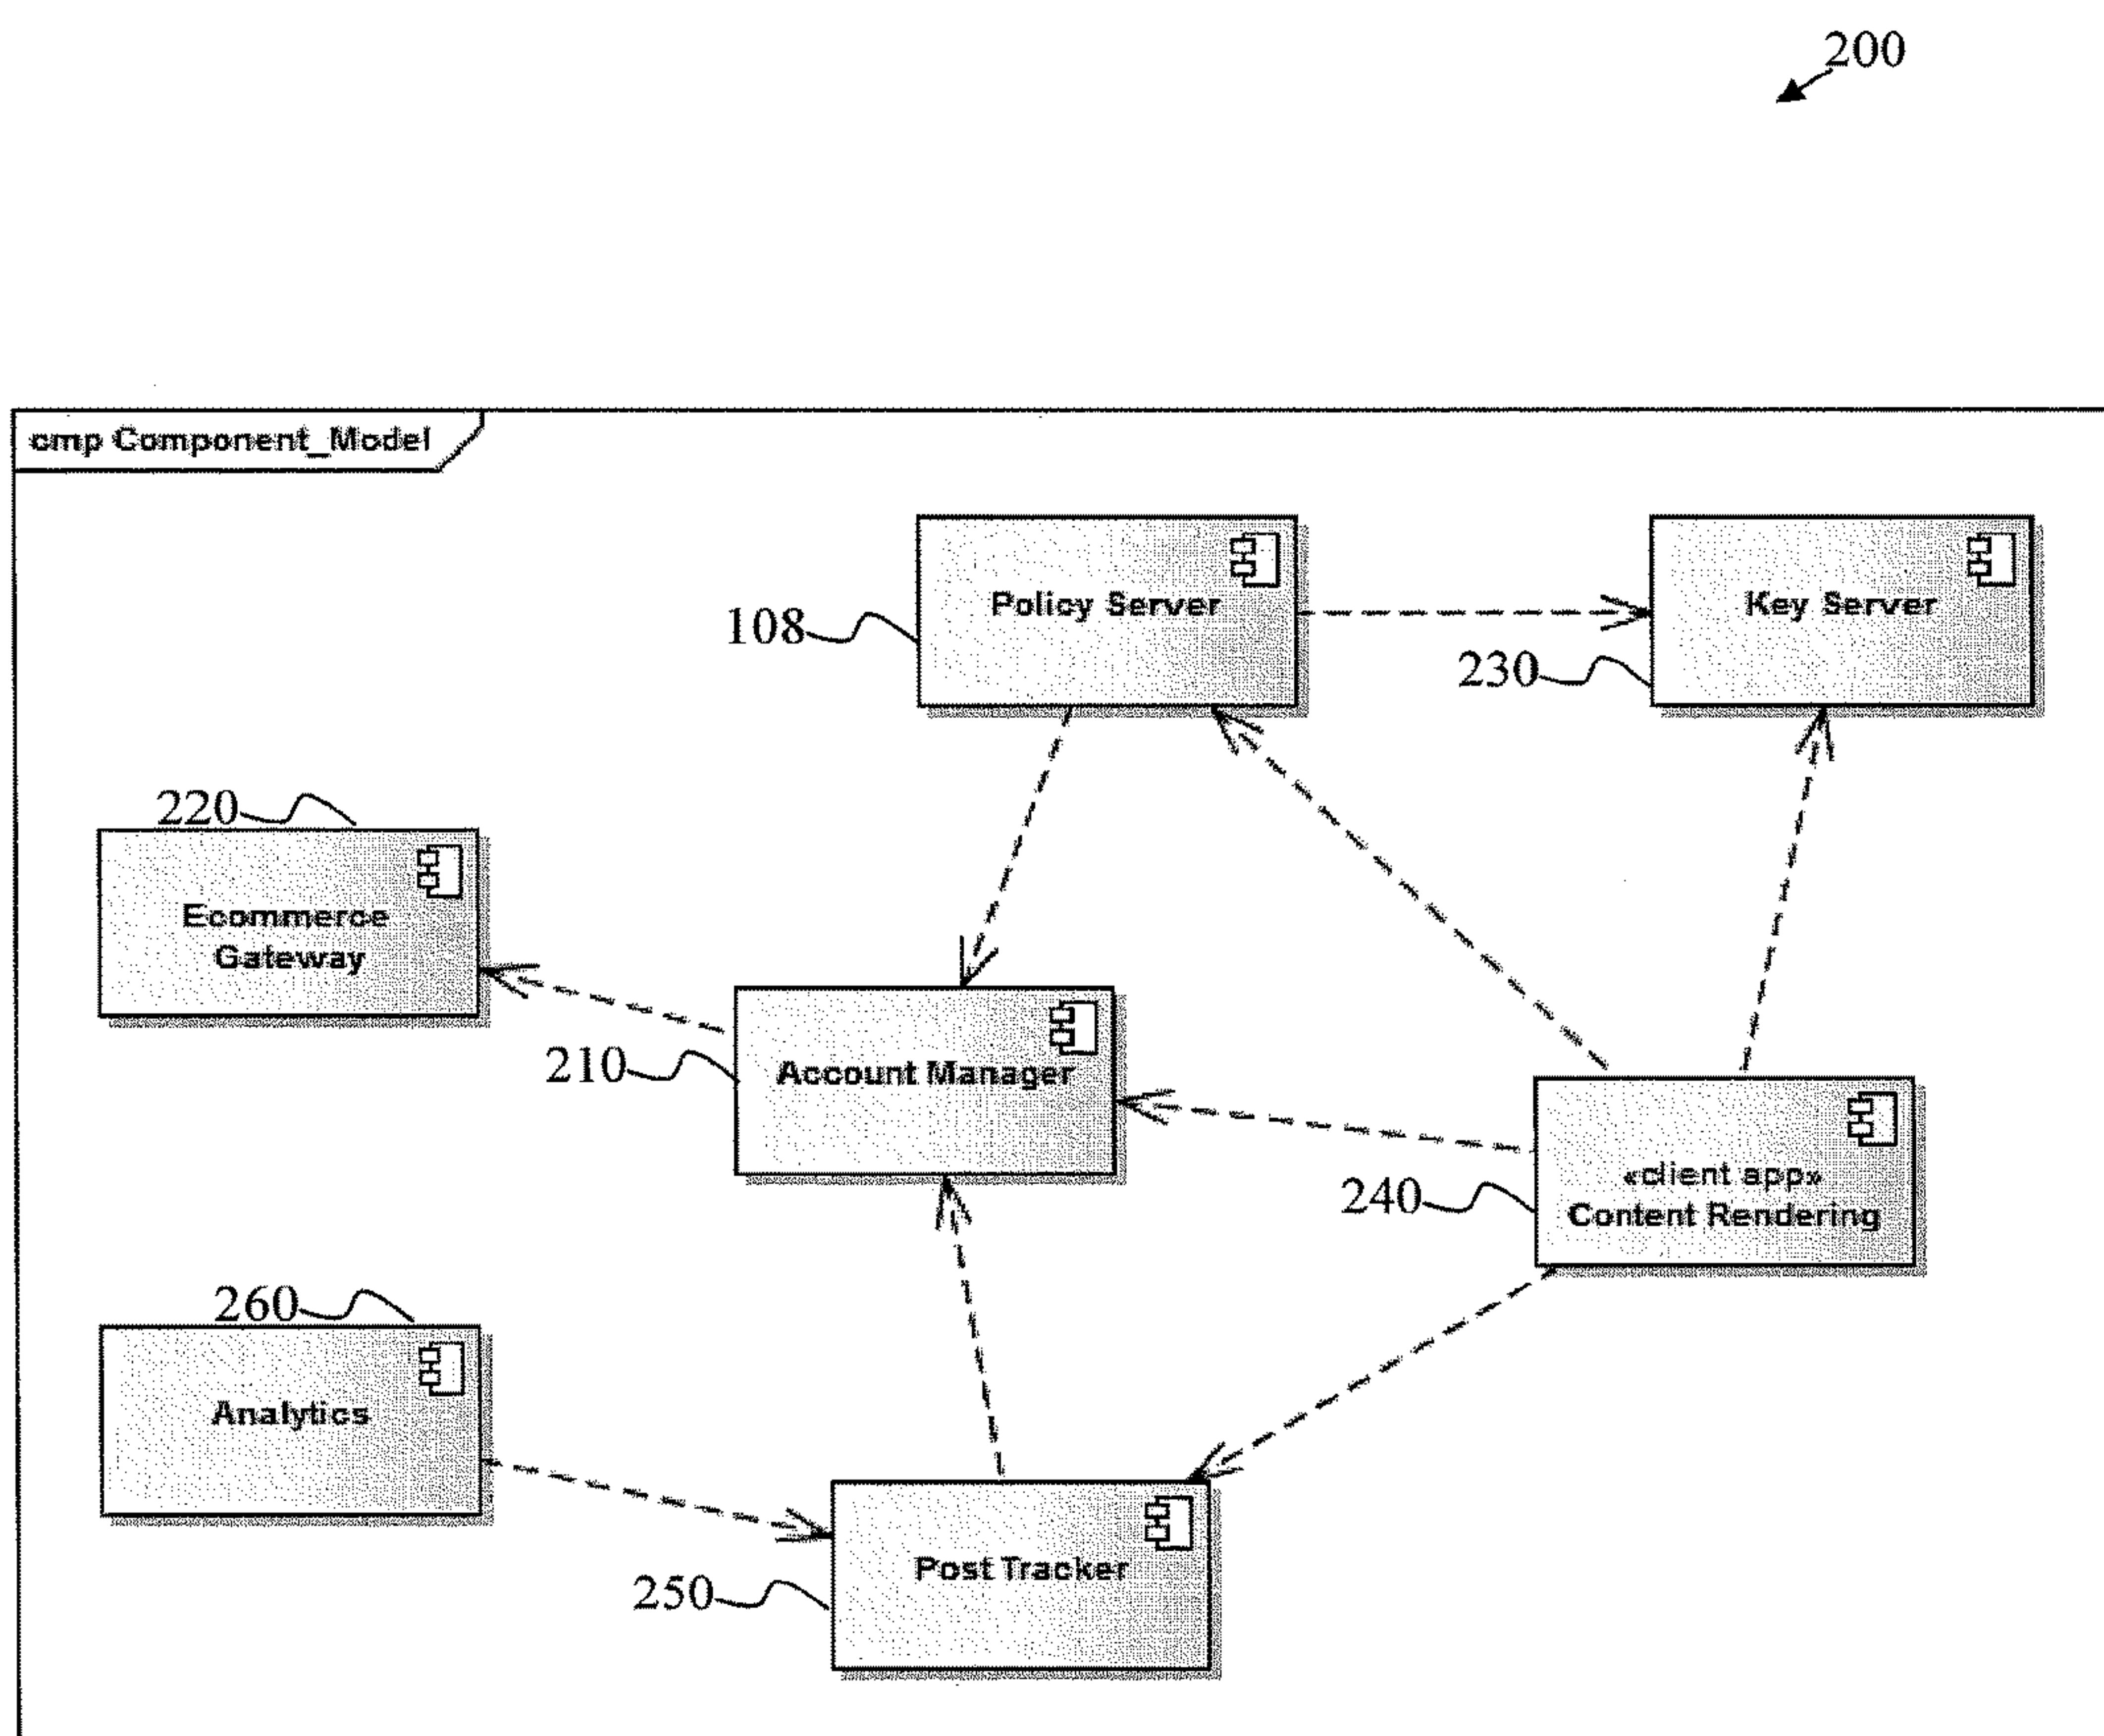 200
cmp Component_Model
Policy Server
Key Server
108
230
220
Ecommerce
Gateway
210
Account Manager
«client app»
Content Rendering
240
260
Analytics
Post Tracker
250